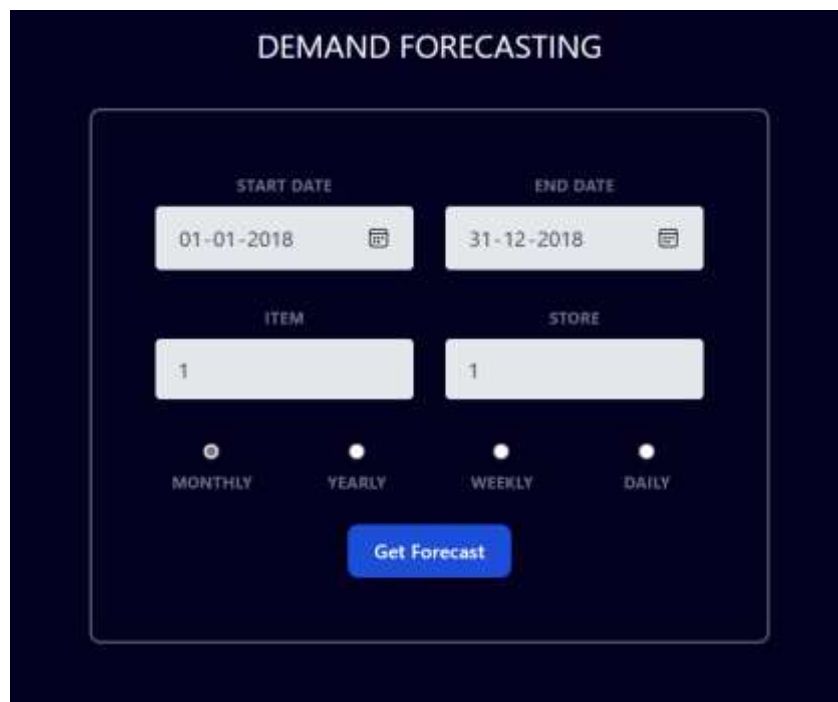 DEMAND FORECASTING
START DATE END DATE
01-01-2018 31-12-2018
ITEM STORE
1 1
MONTHLY YEARLY WEEKLY DAILY
Get Forecast